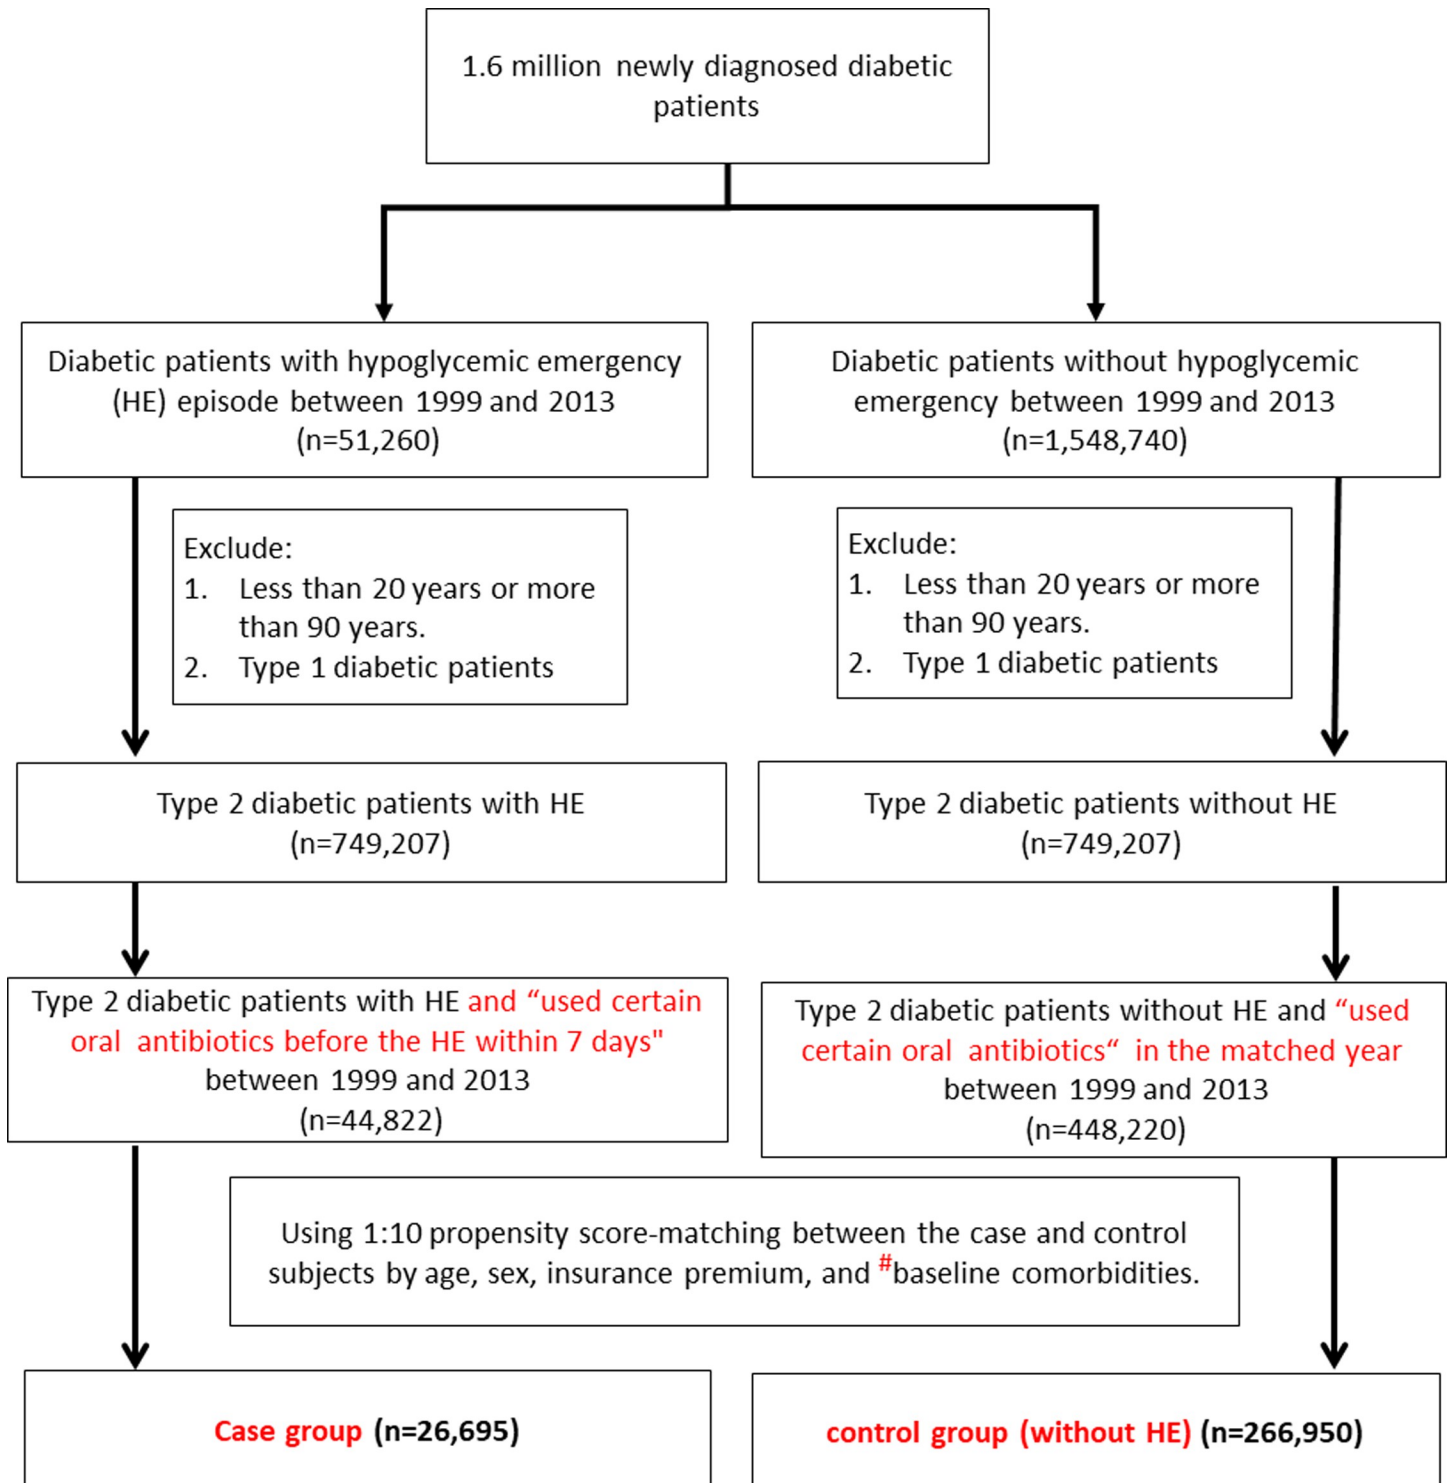 1.6 million newly diagnosed diabetic
patients
Diabetic patients with hypoglycemic emergency
(HE) episode between 1999 and 2013
(n=51,260)
Diabetic patients without hypoglycemic
emergency between 1999 and 2013
(n=1,548,740)
Exclude:
1. Less than 20 years or more
than 90 years.
2. Type 1 diabetic patients
Exclude:
1. Less than 20 years or more
than 90 years.
2. Type 1 diabetic patients
Type 2 diabetic patients with HE
(n=749,207)
Type 2 diabetic patients without HE
(n=749,207)
Type 2 diabetic patients with HE and “used certain
oral antibiotics before the HE within 7 days"
between 1999 and 2013
(n=44,822)
Type 2 diabetic patients without HE and “used
certain oral antibiotics“ in the matched year
between 1999 and 2013
(n=448,220)
Using 1:10 propensity score-matching between the case and control
subjects by age, sex, insurance premium, and #baseline comorbidities.
Case group (n=26,695)
control group (without HE) (n=266,950)